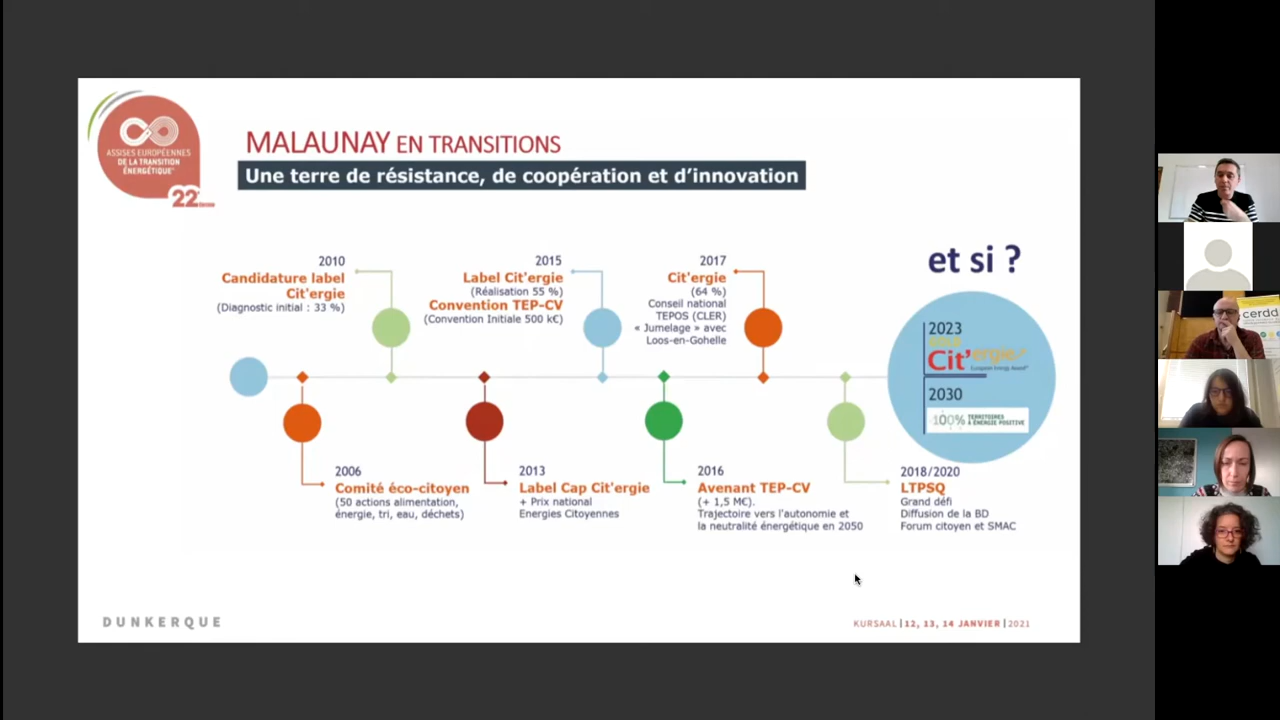 ASSISES EUROPÉENNES
DE LA TRANSITION
ÉNERGÉTIQUE
22
MALAUNAY EN TRANSITIONS
Une terre de résistance, de coopération et d'innovation
2010
Candidature label
Cit'ergie
(Diagnostic initial : 33 %)
2015
Label Cit'ergie
(Réalisation 55 %)
Convention TEP-CV
(Convention Initiale 500 k€)
2017
Cit'ergie
(64 %)
Conseil national
TEPOS (CLER)
« Jumelage » avec
Loos-en-Gohelle
et si ?
2023
Cit'ergie
European Energy Award
2030
100% TERRITOIRES
À ÉNERGIE POSITIVE
2006
Comité éco-citoyen
(50 actions alimentation,
énergie, tri, eau, déchets)
2013
Label Cap Cit'ergie
+ Prix national
Energies Citoyennes
2016
Avenant TEP-CV
(+ 1,5 M€).
Trajectoire vers l'autonomie et
la neutralité énergétique en 2050
2018/2020
LTPSQ
Grand défi
Diffusion de la BD
Forum citoyen et SMAC
DUNKERQUE
KURSAAL | 12, 13, 14 JANVIER | 2021
cerdd